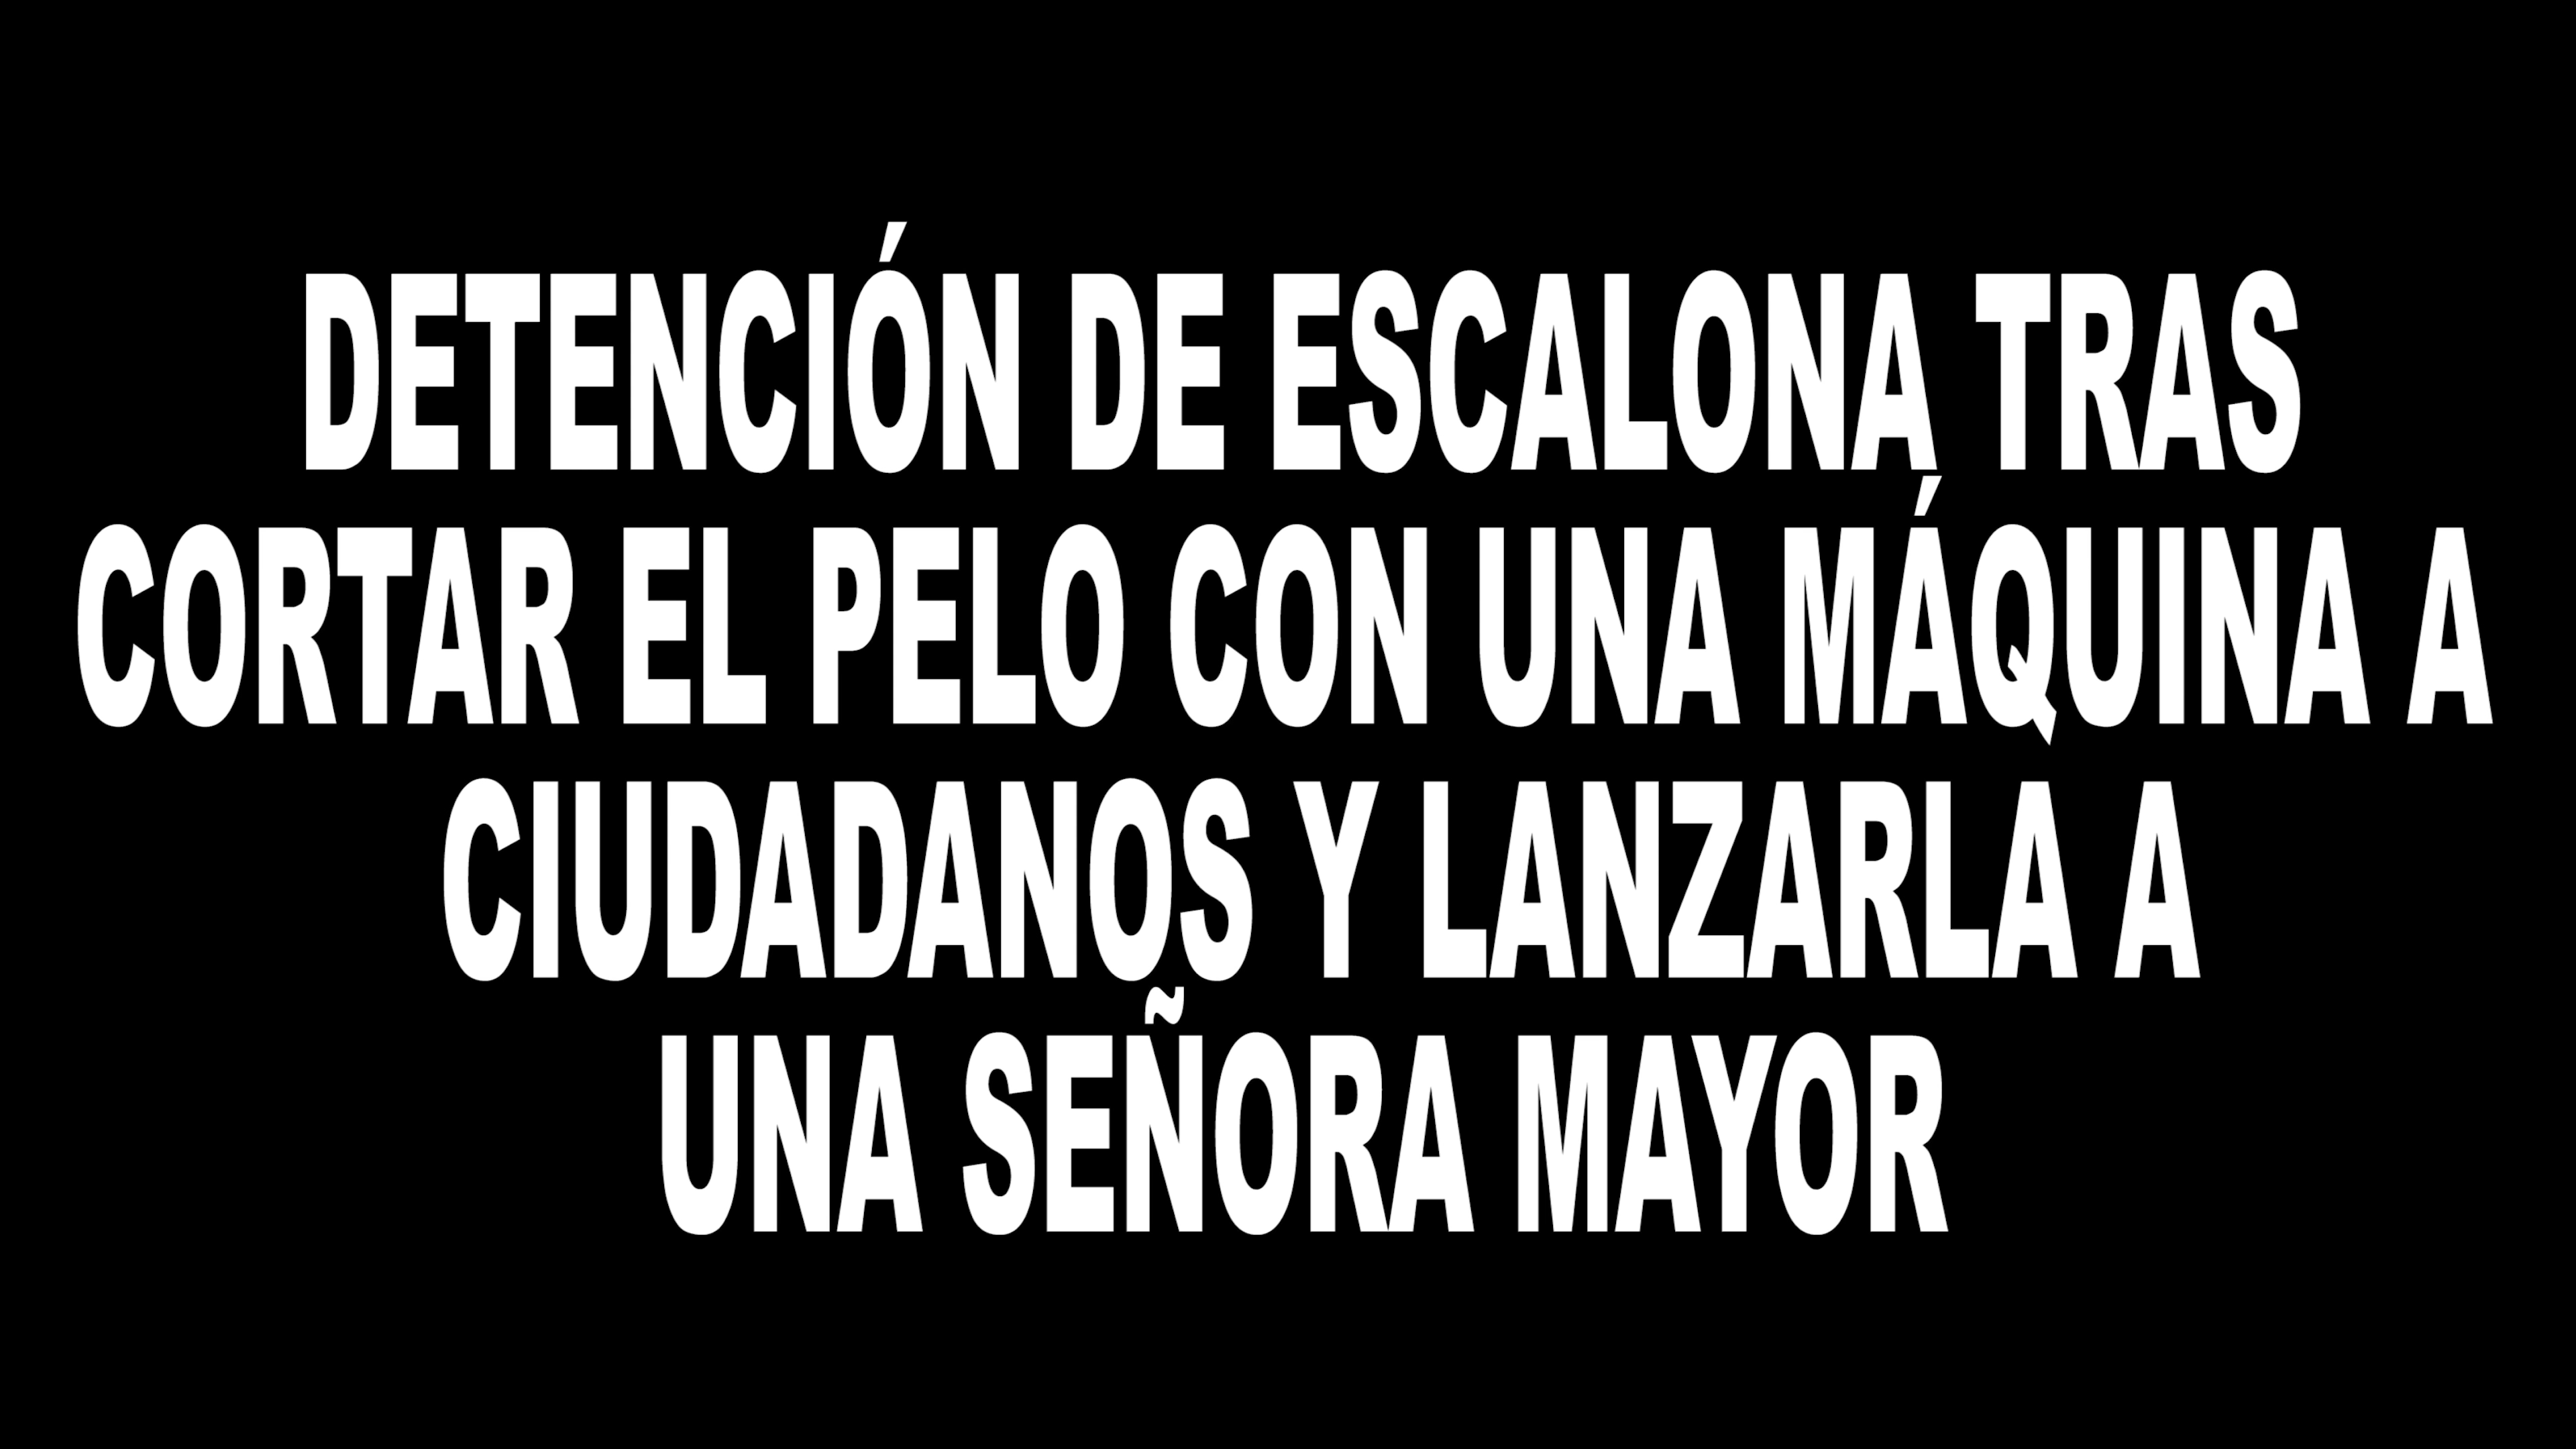 DETENCIÓN DE ESCALONA TRAS
CORTAR EL PELO CON UNA MÁQUINA A
CIUDADANOS Y LANZARLA A
UNA SEÑORA MAYOR